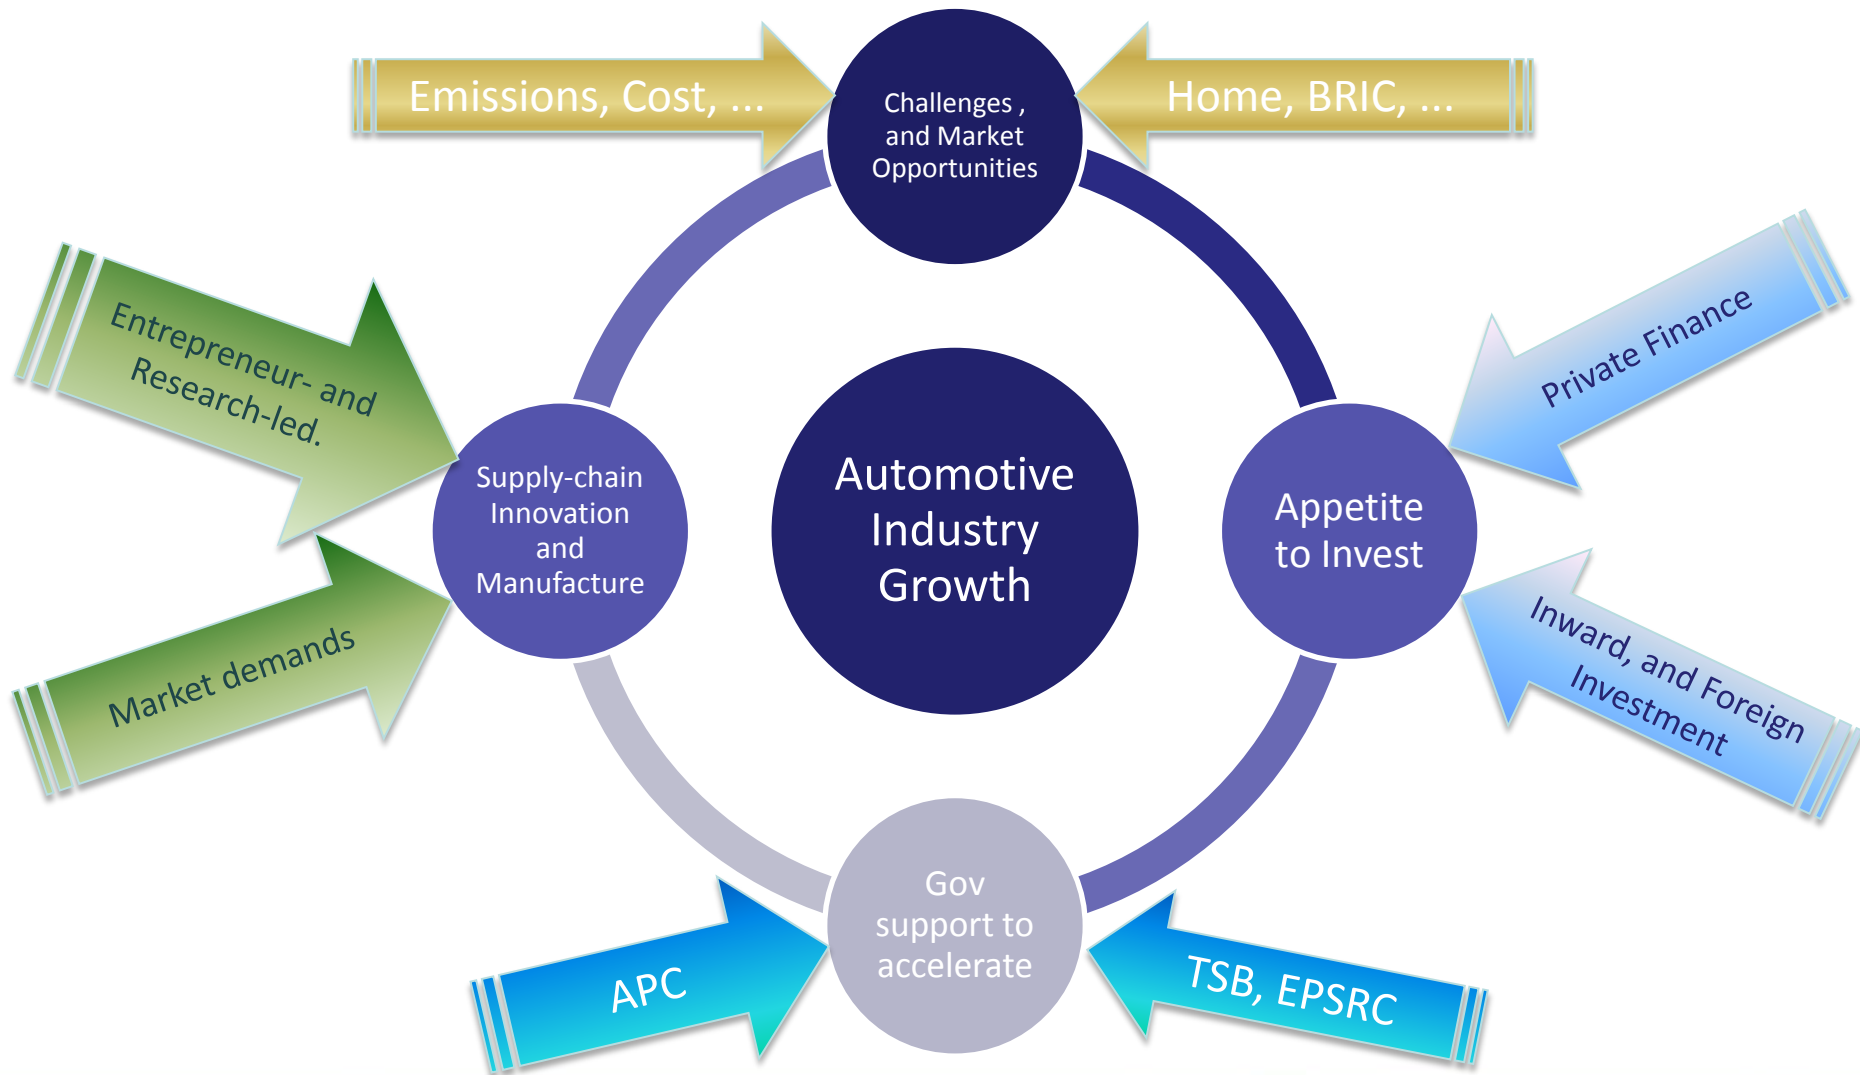 Emissions, Cost, ...
Challenges ,
and Market
Opportunities
Home, BRIC, ...
Entrepreneur- and
Research-led.
Private Finance
Supply-chain
Innovation
and
Manufacture
Automotive
Industry
Growth
Appetite
to Invest
Market demands
Inward, and Foreign
Investment
APC
Gov
support to
accelerate
TSB, EPSRC